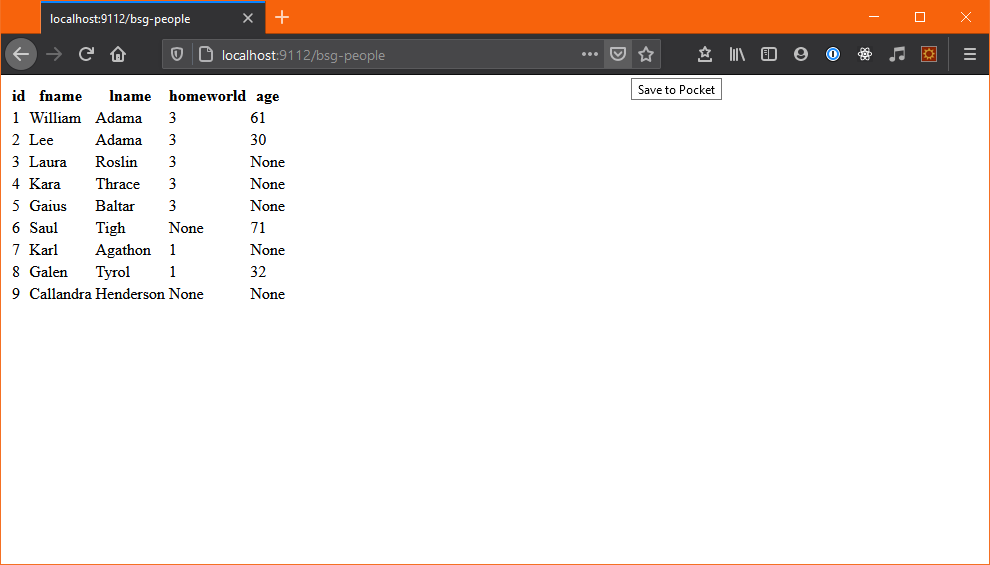 localhost:9112/bsg-people
localhost:9112/bsg-people
Save to Pocket
id fname lname homeworld age
1 William Adama 3 61
2 Lee Adama 3 30
3 Laura Roslin 3 None
4 Kara Thrace 3 None
5 Gaius Baltar 3 None
6 Saul Tigh None 71
7 Karl Agathon 1 None
8 Galen Tyrol 1 32
9 Callandra Henderson None None